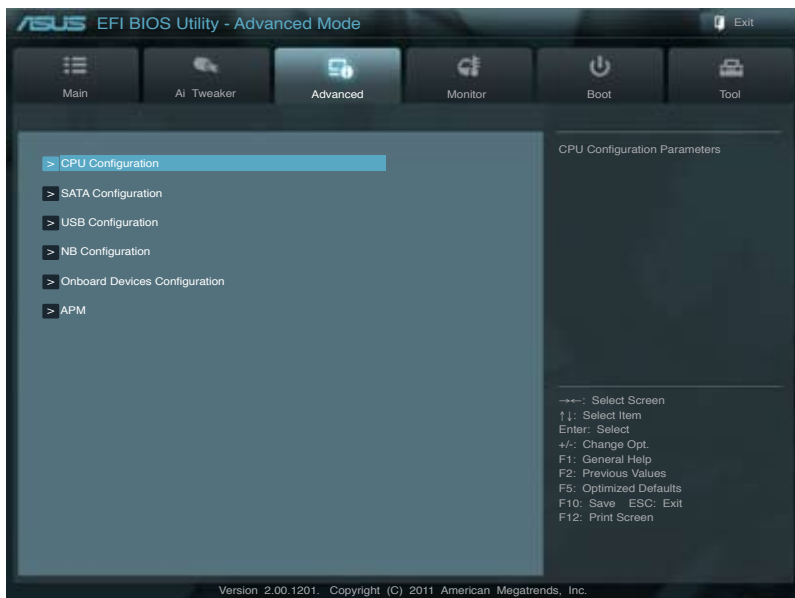 ASUS EFI BIOS Utility - Advanced Mode
Exit
Main
Ai Tweaker
Advanced
Monitor
Boot
Tool
> CPU Configuration
> SATA Configuration
> USB Configuration
> NB Configuration
> Onboard Devices Configuration
> APM
CPU Configuration Parameters
→←: Select Screen
↑↓: Select Item
Enter: Select
+/-: Change Opt.
F1: General Help
F2: Previous Values
F5: Optimized Defaults
F10: Save ESC: Exit
F12: Print Screen
Version 2.00.1201. Copyright (C) 2011 American Megatrends, Inc.